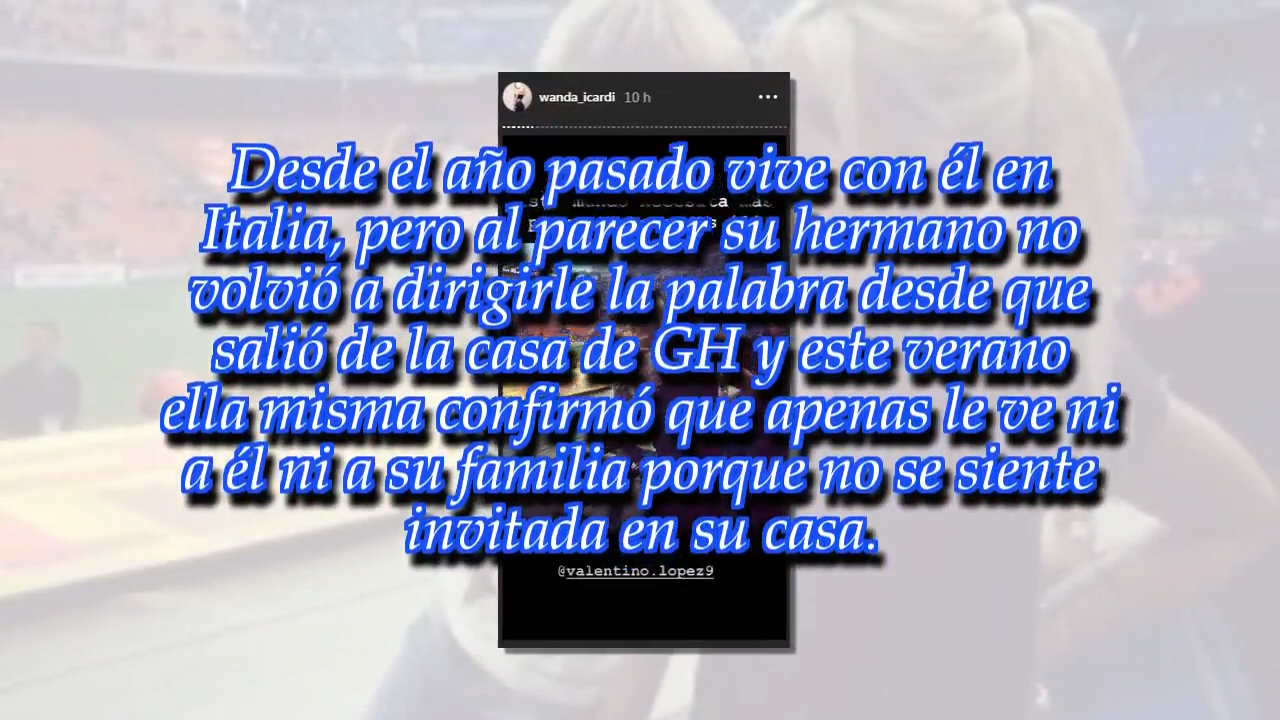 wanda_icardi 10 h
Desde el año pasado vive con él en
Italia, pero al parecer su hermano no
volvió a dirigirle la palabra desde que
salió de la casa de GH y este verano
ella misma confirmó que apenas le ve ni
a él ni a su familia porque no se siente
invitada en su casa.
@valentino.lopez9